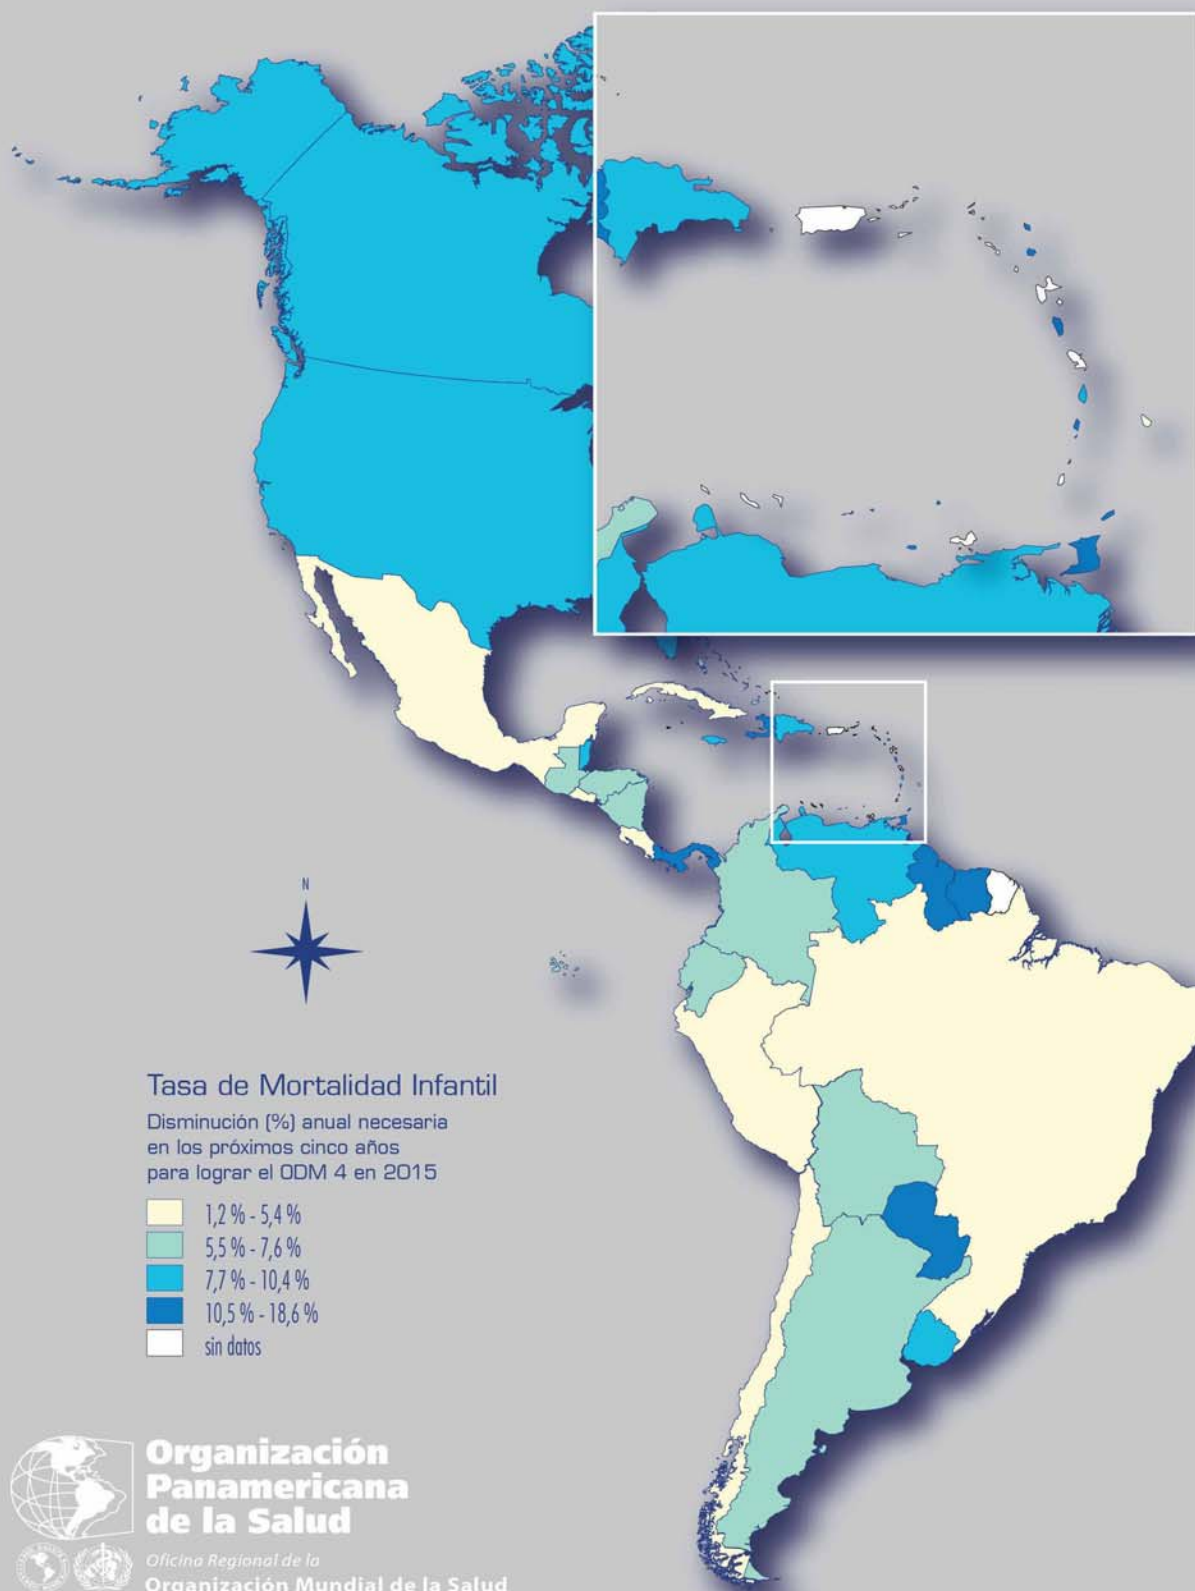 N
Tasa de Mortalidad Infantil
Disminución (%) anual necesaria
en los próximos cinco años
para lograr el ODM 4 en 2015
1,2 % - 5,4 %
5,5 % - 7,6 %
7,7 % - 10,4 %
10,5 % - 18,6 %
sin datos
Organización
Panamericana
de la Salud
Oficina Regional de la
Organización Mundial de la Salud